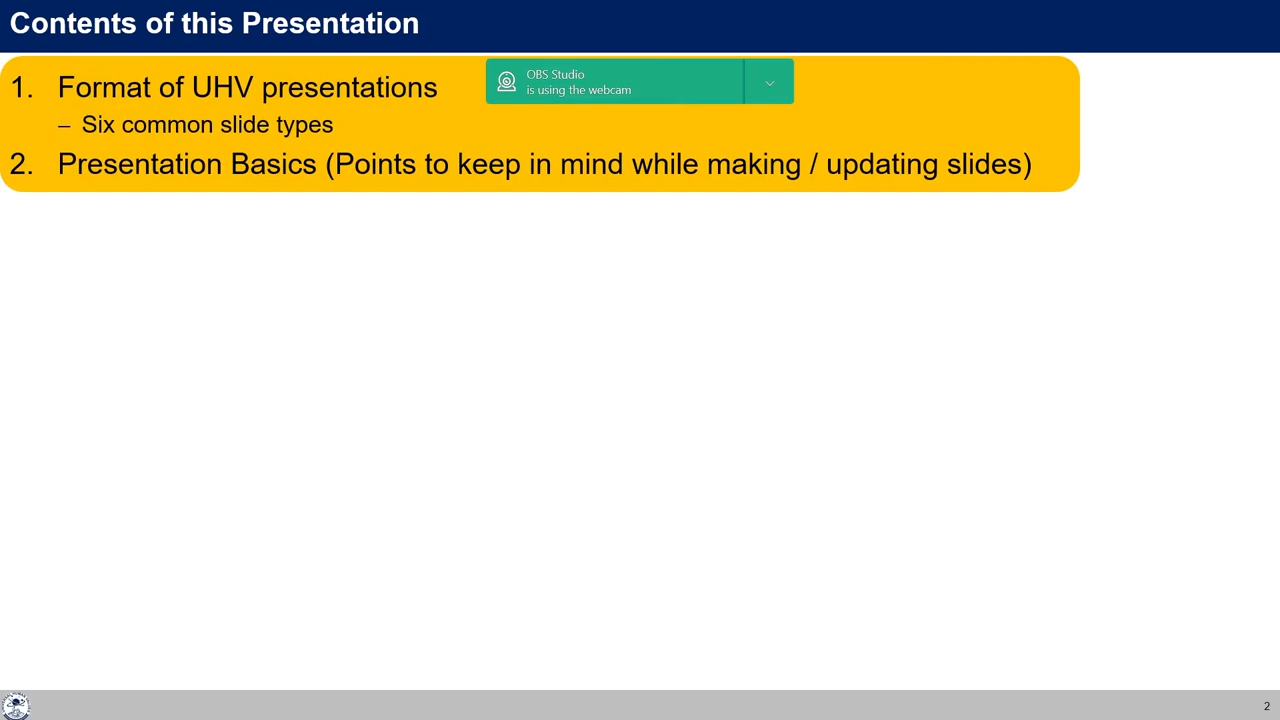 Contents of this Presentation
1. Format of UHV presentations
OBS Studio
is using the webcam
– Six common slide types
2. Presentation Basics (Points to keep in mind while making / updating slides)
2